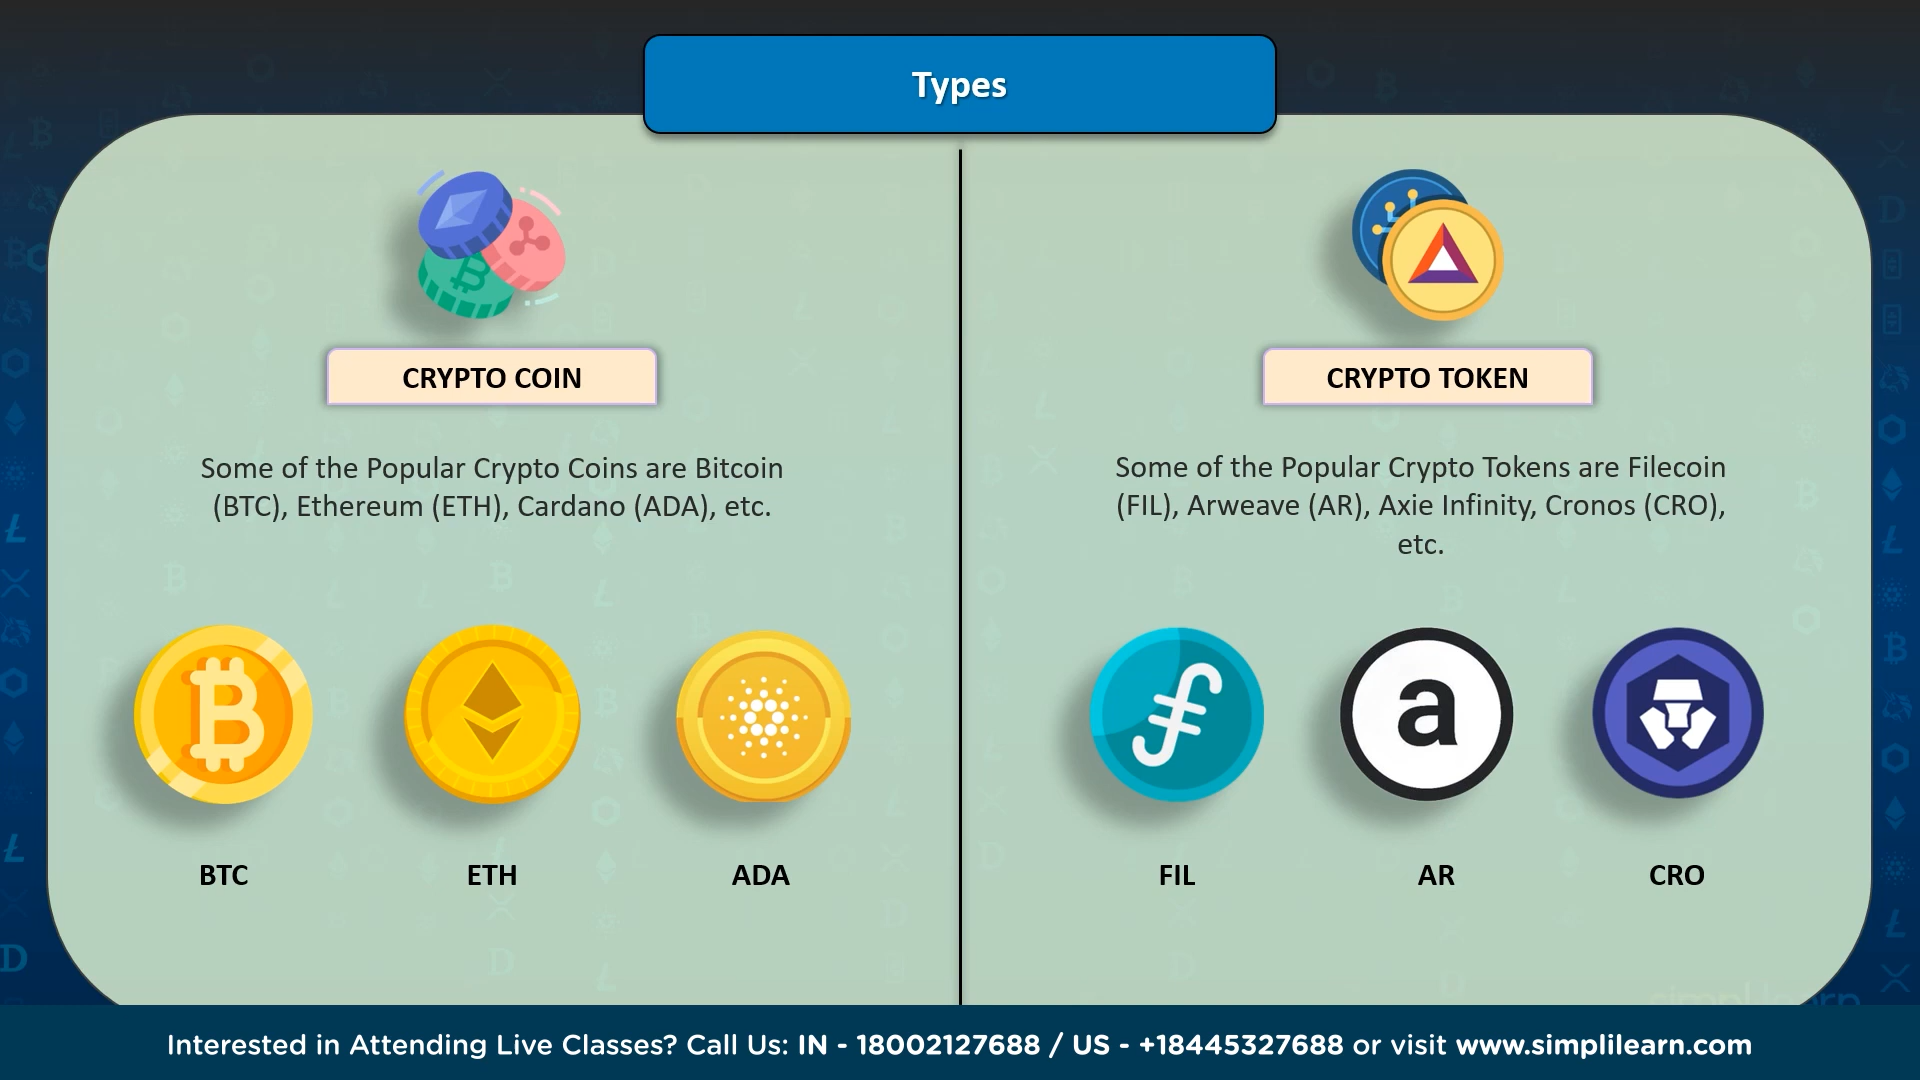 Types
CRYPTO COIN
Some of the Popular Crypto Coins are Bitcoin
(BTC), Ethereum (ETH), Cardano (ADA), etc.
BTC
ETH
ADA
CRYPTO TOKEN
Some of the Popular Crypto Tokens are Filecoin
(FIL), Arweave (AR), Axie Infinity, Cronos (CRO),
etc.
a
FIL
AR
CRO
Interested in Attending Live Classes? Call Us: IN - 18002127688 / US - +18445327688 or visit www.simplilearn.com